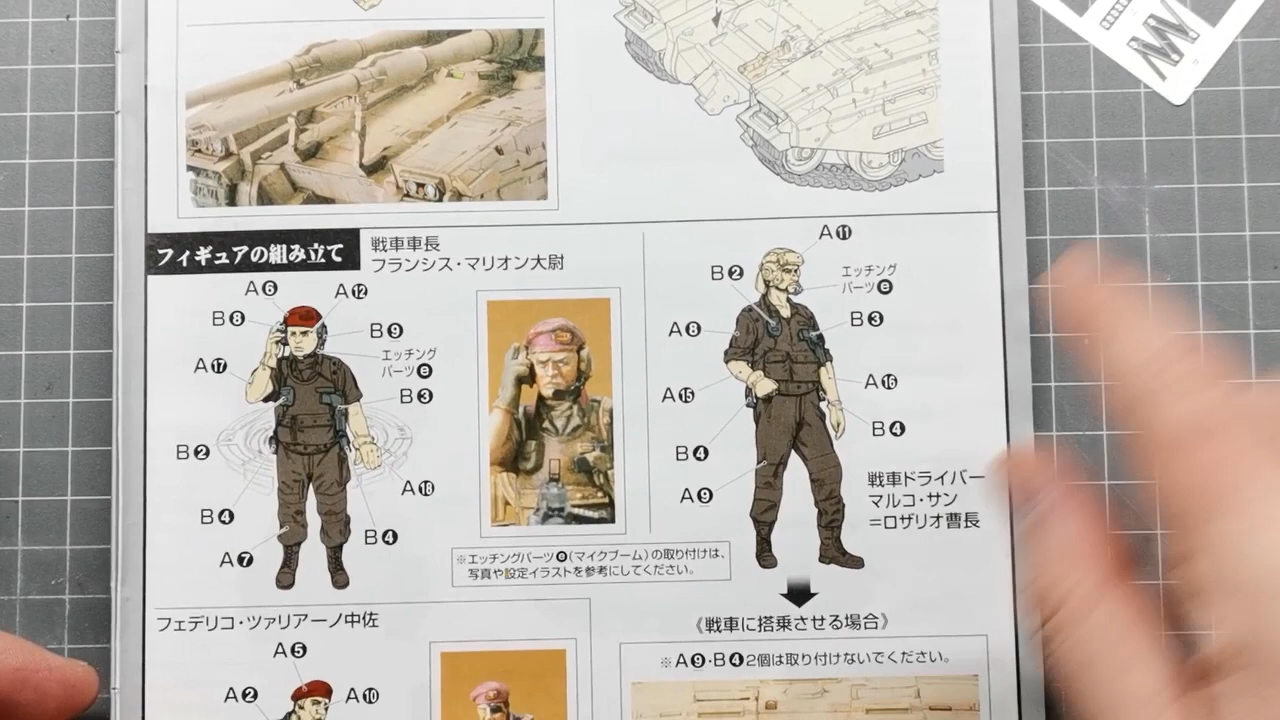 フィギュアの組み立て
戦車車長
フランシス・マリオン大尉
A⑥
A⑫
B⑧
B⑨
A⑰
エッチング
パーツⓔ
B③
B②
A⑱
B④
B④
A⑦
※エッチングパーツⓔ(マイクブーム)の取り付けは、
写真や設定イラストを参考にしてください。
A⑪
B②
エッチング
パーツⓔ
A⑧
B③
A⑮
A⑯
B④
B④
A⑨
戦車ドライバー
マルコ・サン
=ロザリオ曹長
フェデリコ・ツァリアーノ中佐
A⑤
A②
A⑩
《戦車に搭乗させる場合》
※A⑨・B④2個は取り付けないでください。